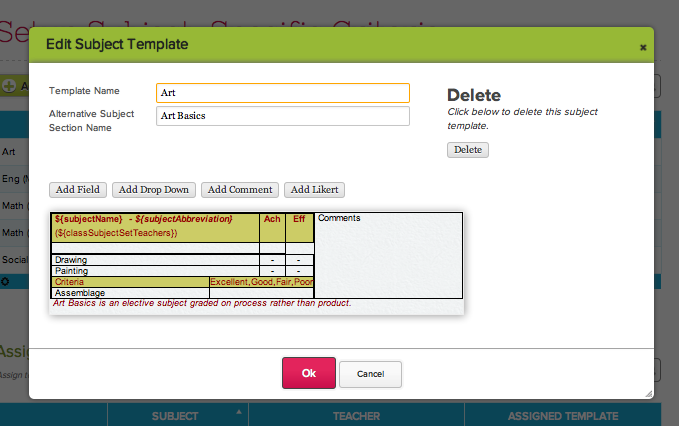 Edit Subject Template
Template Name
Art
Alternative Subject
Section Name
Art Basics
Delete
Click below to delete this subject
template.
Delete
Add Field
Add Drop Down
Add Comment
Add Likert
${subjectName} - ${subjectAbbreviation}
(${classSubjectSetTeachers})
Ach
Eff
Comments
Drawing - -
Painting - -
Criteria
Excellent,Good,Fair,Poor
Assemblage
Art Basics is an elective subject graded on process rather than product.
Ok
Cancel
Art
Eng (
Math (
Math (
Social
Assi
Assign t
SUBJECT
TEACHER
ASSIGNED TEMPLATE